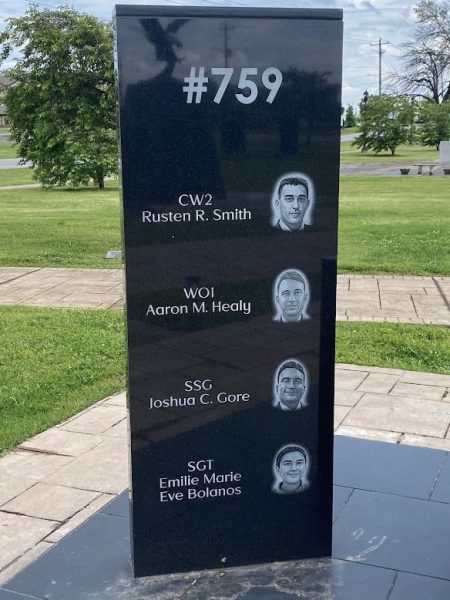 #759
CW2
Rusten R. Smith
WO1
Aaron M. Healy
SSG
Joshua C. Gore
SGT
Emilie Marie
Eve Bolanos